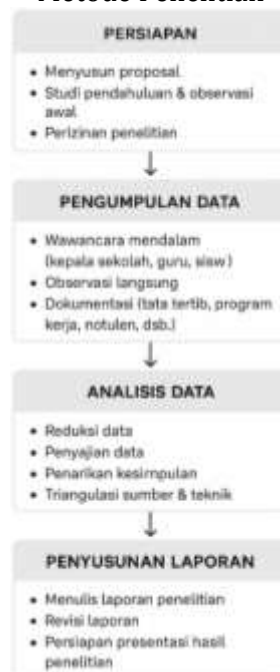 Metode Penelitian
PERSIAPAN
• Menyusun proposal
• Studi pendahuluan & observasi
awal
• Perizinan penelitian
↓
PENGUMPULAN DATA
• Wawancara mendalam
(kepala sekolah, guru, sisw)
• Observasi langsung
• Dokumentasi (tata tertib, program
kerja, notulen, dsb.)
↓
ANALISIS DATA
• Reduksi data
• Penyajian data
• Penarikan kesimpulan
• Triangulasi sumber & teknik
↓
PENYUSUNAN LAPORAN
• Menulis laporan penelitian
• Revisi laporan
• Persiapan presentasi hasil
penelitian